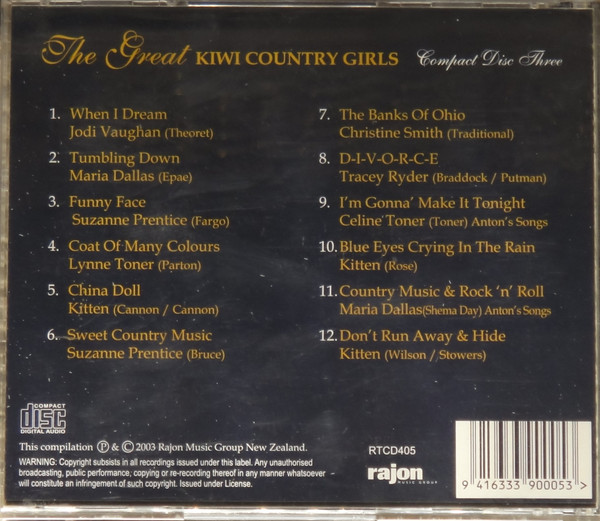 The Great KIWI COUNTRY GIRLS Compact Disc Three
1. When I Dream
Jodi Vaughan (Theoret)
2. Tumbling Down
Maria Dallas (Epae)
3. Funny Face
Suzanne Prentice (Fargo)
4. Coat Of Many Colours
Lynne Toner (Parton)
5. China Doll
Kitten (Cannon / Cannon)
6. Sweet Country Music
Suzanne Prentice (Bruce)
7. The Banks Of Ohio
Christine Smith (Traditional)
8. D-I-V-O-R-C-E
Tracey Ryder (Braddock / Putman)
9. I'm Gonna' Make It Tonight
Celine Toner (Toner) Anton's Songs
10. Blue Eyes Crying In The Rain
Kitten (Rose)
11. Country Music & Rock 'n' Roll
Maria Dallas(Shema Day) Anton's Songs
12. Don't Run Away & Hide
Kitten (Wilson / Stowers)
COMPACT
disc
DIGITAL AUDIO
This compilation Ⓟ & © 2003 Rajon Music Group New Zealand.
WARNING: Copyright subsists in all recordings issued under this label. Any unauthorised
broadcasting, public performance, copying or re-recording thereof in any manner whatsoever
will constitute an infringement of such copyright. Issued under License.
RTCD405
rajon
MUSIC GROUP
9 416333 900053 >